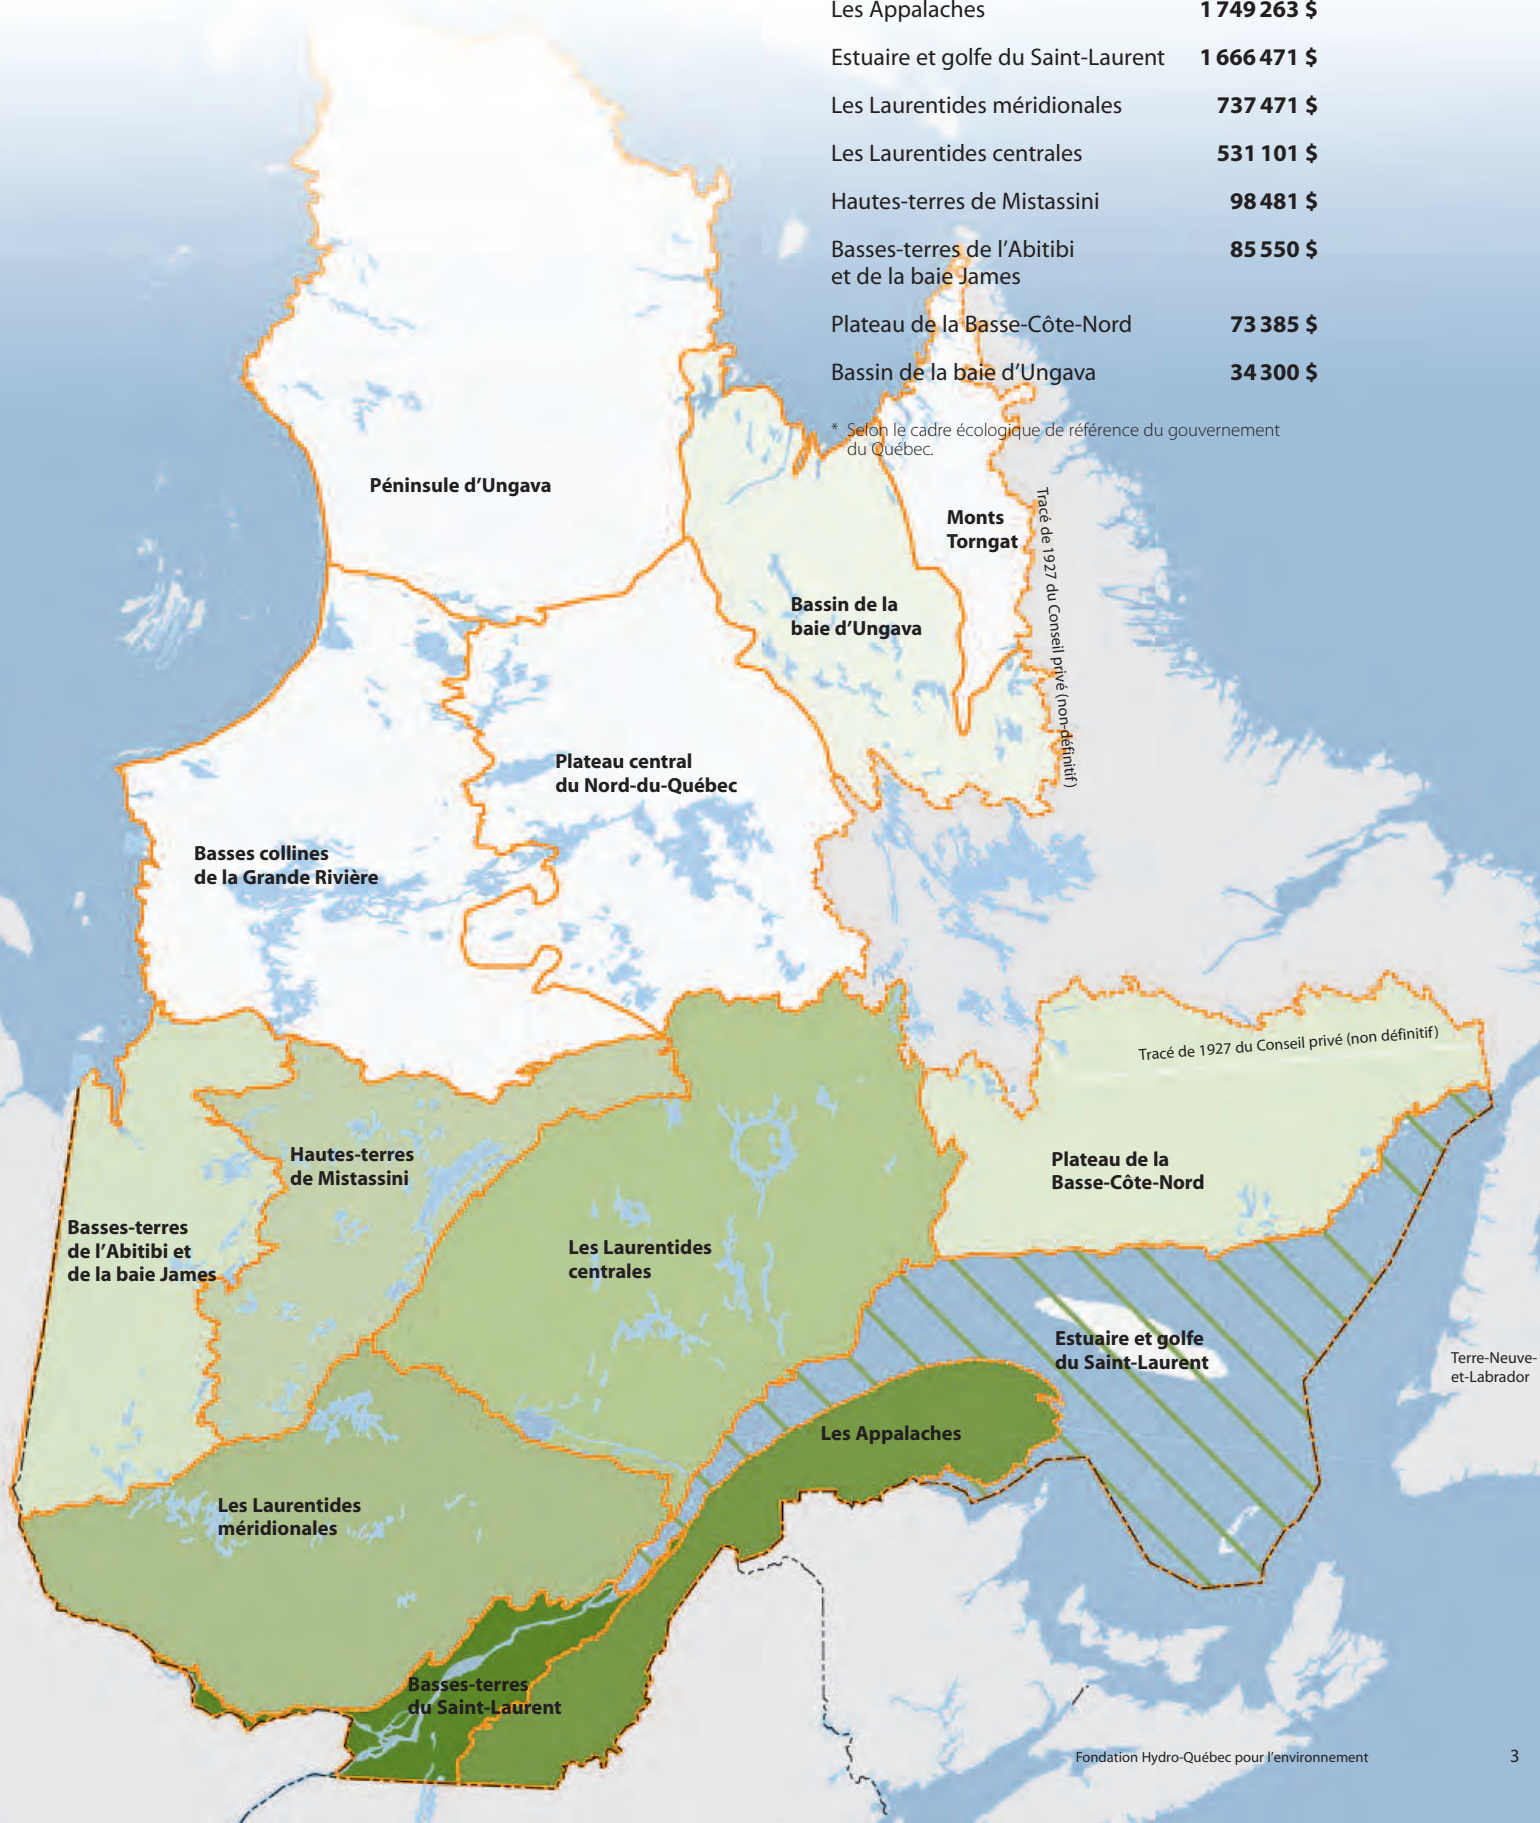 Les Appalaches 1 749 263 $
Estuaire et golfe du Saint-Laurent 1 666 471 $
Les Laurentides méridionales 737 471 $
Les Laurentides centrales 531 101 $
Hautes-terres de Mistassini 98 481 $
Basses-terres de l'Abitibi 85 550 $
et de la baie James
Plateau de la Basse-Côte-Nord 73 385 $
Bassin de la baie d'Ungava 34 300 $
* Selon le cadre écologique de référence du gouvernement
du Québec.
Péninsule d'Ungava
Monts
Torngat
Tracé de 1927 du Conseil privé (non-définitif)
Bassin de la
baie d'Ungava
Plateau central
du Nord-du-Québec
Basses collines
de la Grande Rivière
Tracé de 1927 du Conseil privé (non définitif)
Hautes-terres
de Mistassini
Plateau de la
Basse-Côte-Nord
Basses-terres
de l'Abitibi et
de la baie James
Les Laurentides
centrales
Estuaire et golfe
du Saint-Laurent
Terre-Neuve-
et-Labrador
Les Appalaches
Les Laurentides
méridionales
Basses-terres
du Saint-Laurent
Fondation Hydro-Québec pour l'environnement 3